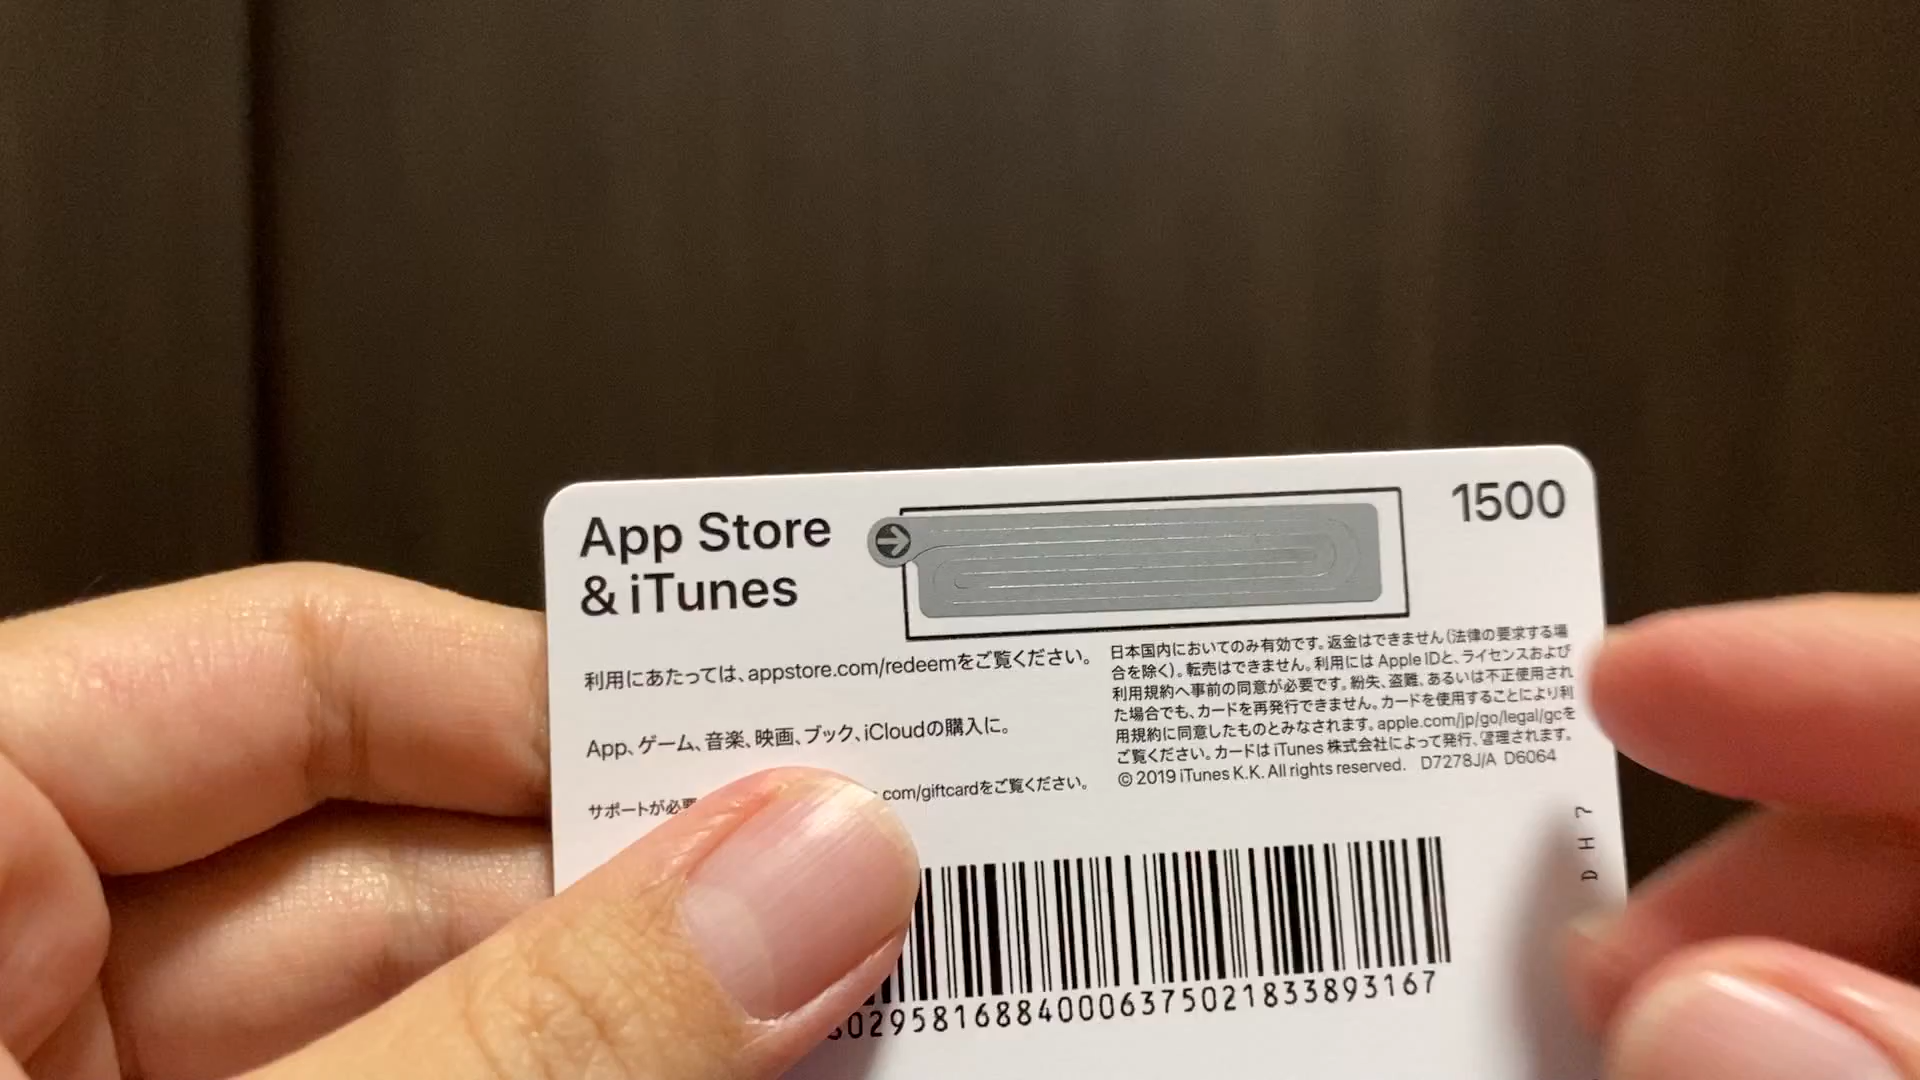 App Store
& iTunes
1500
利用にあたっては、appstore.com/redeemをご覧ください。
App、ゲーム、音楽、映画、ブック、iCloudの購入に。
サポートが必要
com/giftcardをご覧ください。
日本国内においてのみ有効です。返金はできません(法律の要求する場
合を除く)。転売はできません。利用には Apple IDと、ライセンスおよび
利用規約へ事前の同意が必要です。紛失、盗難、あるいは不正使用され
た場合でも、カードを再発行できません。カードを使用することにより利
用規約に同意したものとみなされます。apple.com/jp/go/legal/gcを
ご覧ください。カードは iTunes 株式会社によって発行、管理されます。
© 2019 iTunes K.K. All rights reserved. D7278J/A D6064
D H 7
029581688400063750218338​93167